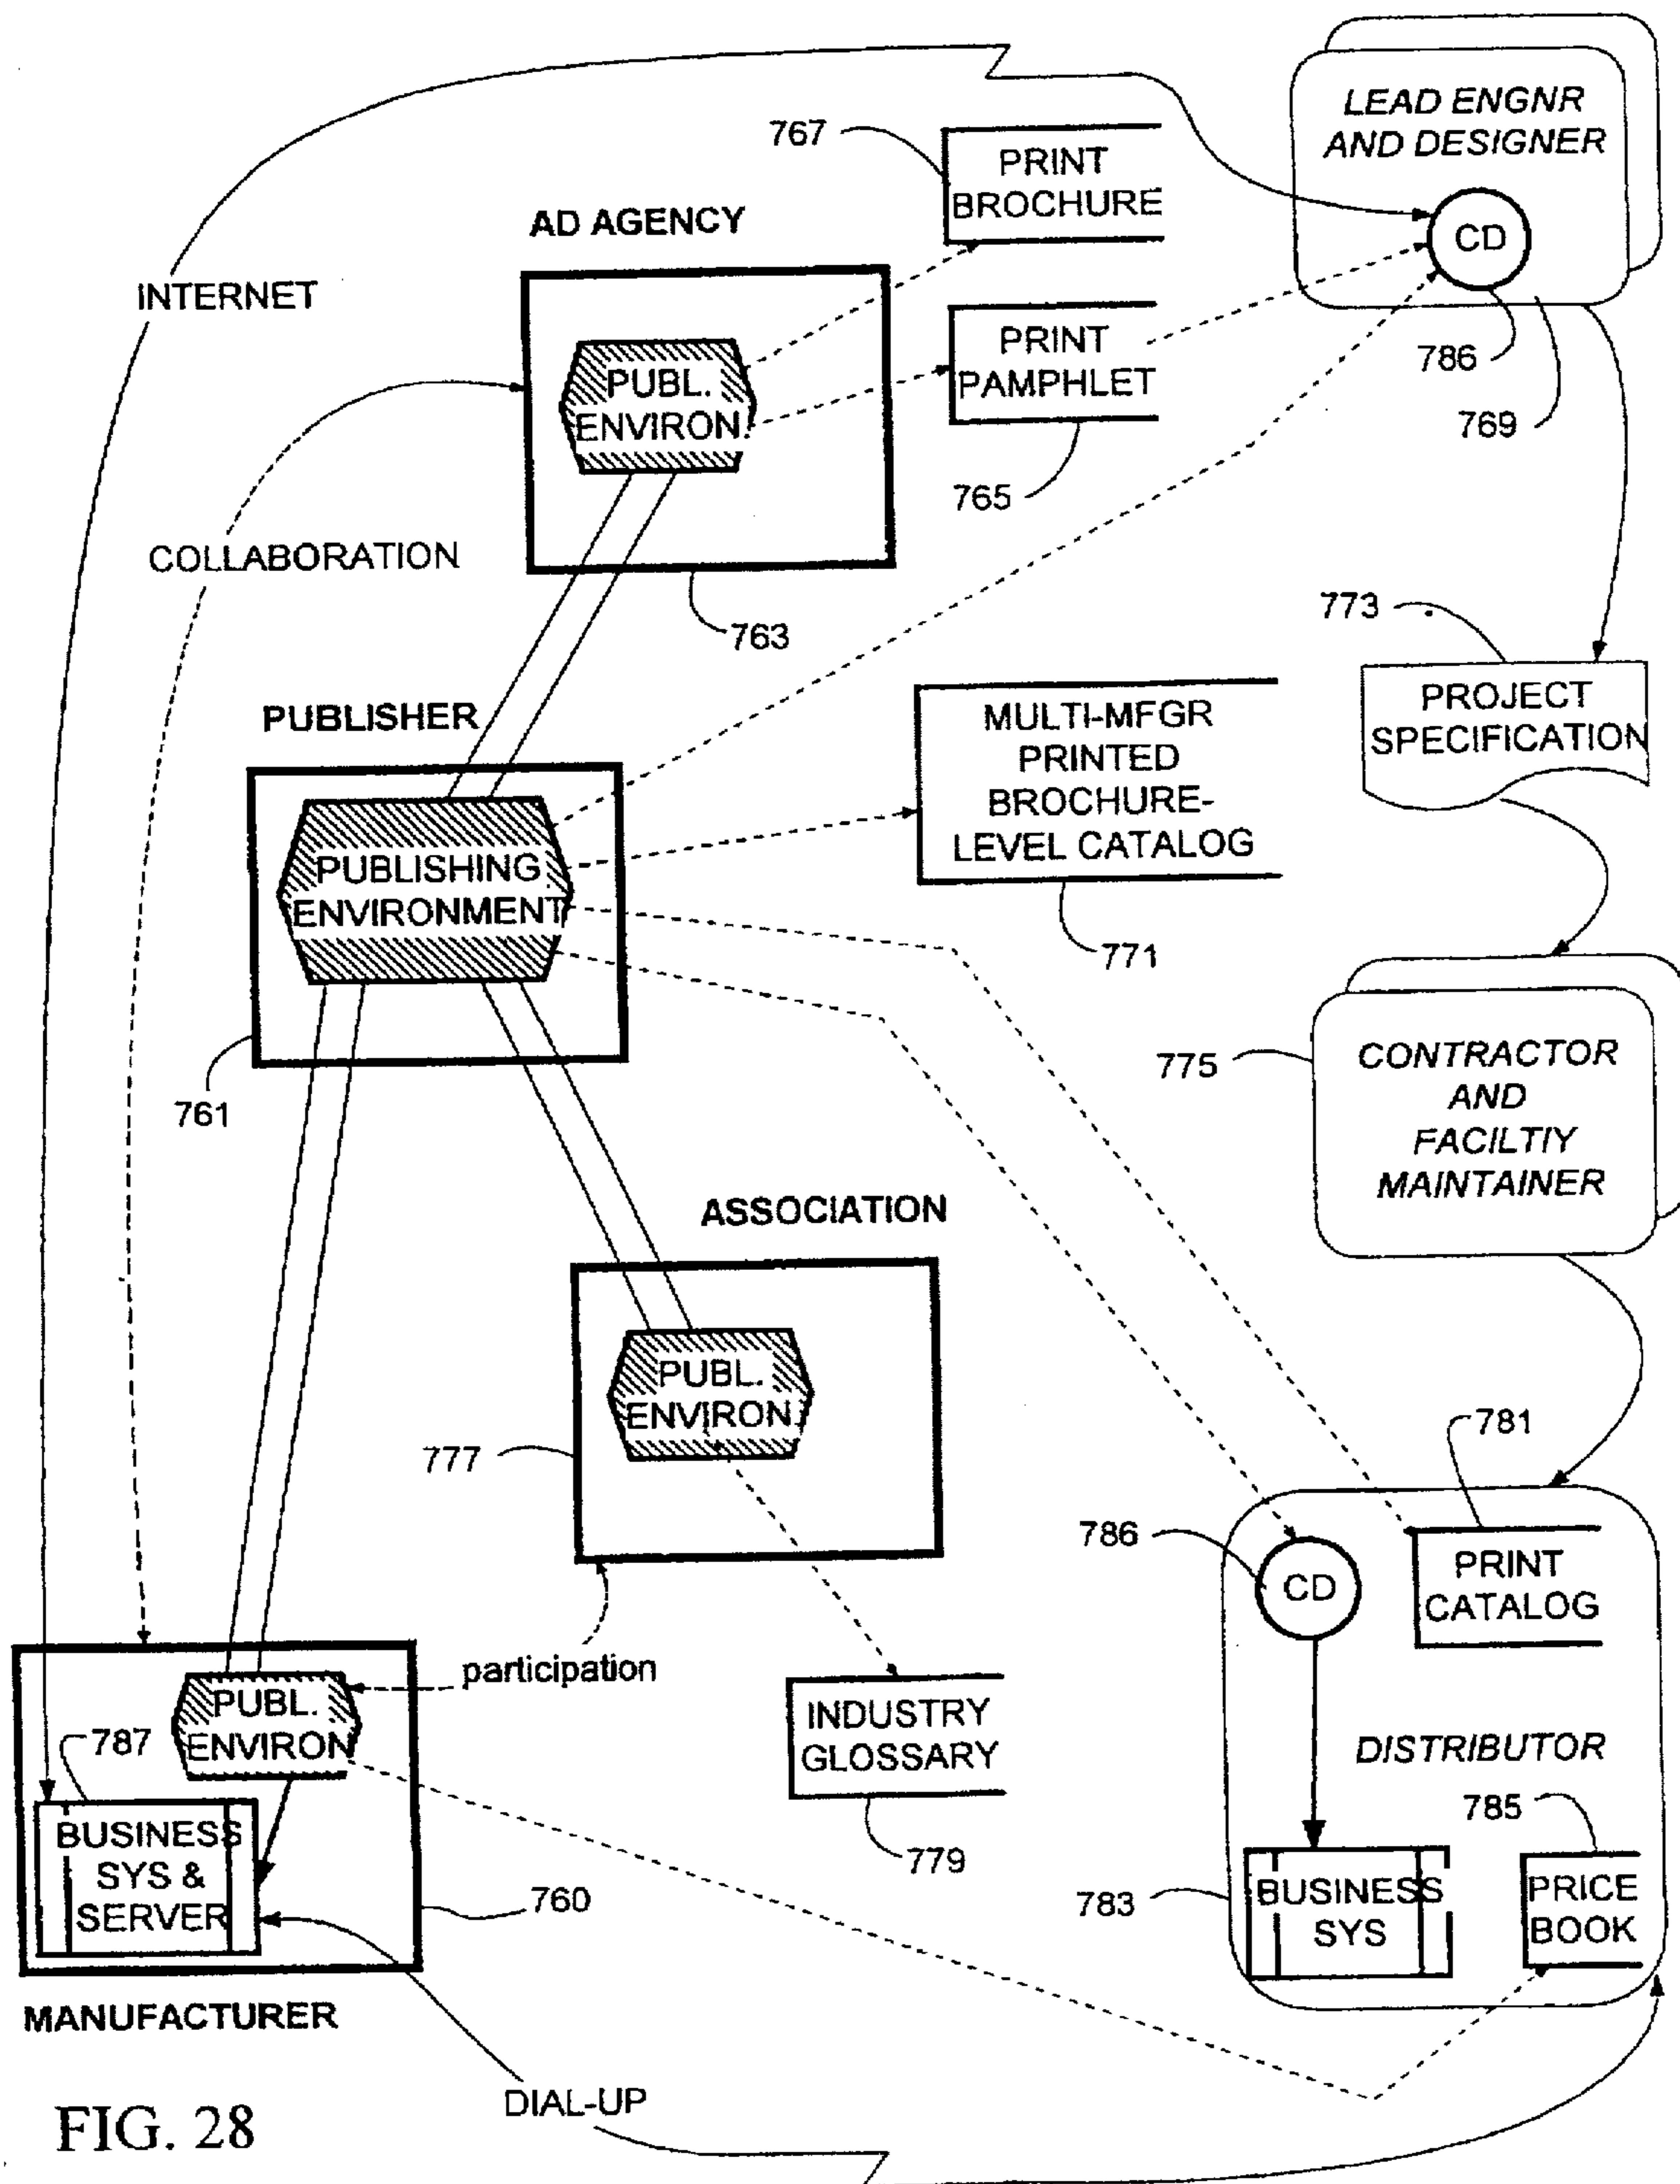 LEAD ENGNR
AND DESIGNER
CD
786
769
767
PRINT
BROCHURE
AD AGENCY
INTERNET
PUBL.
ENVIRON.
PRINT
PAMPHLET
765
COLLABORATION
763
773
PROJECT
SPECIFICATION
PUBLISHER
MULTI-MFGR
PRINTED
BROCHURE-
LEVEL CATALOG
771
PUBLISHING
ENVIRONMENT
761
775
CONTRACTOR
AND
FACILTIY
MAINTAINER
ASSOCIATION
PUBL.
ENVIRON.
777
781
786
CD
PRINT
CATALOG
participation
PUBL.
ENVIRON
787
BUSINESS
SYS &
SERVER
760
INDUSTRY
GLOSSARY
779
DISTRIBUTOR
785
783
BUSINESS
SYS
PRICE
BOOK
MANUFACTURER
DIAL-UP
FIG. 28